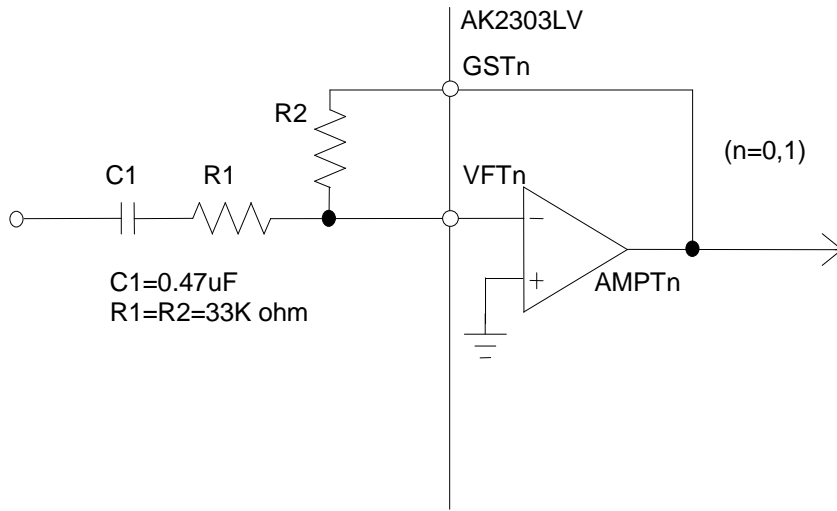 AK2303LV
GSTn
R2
(n=0,1)
C1
R1
VFTn
−
+
AMPTn
C1=0.47uF
R1=R2=33K ohm